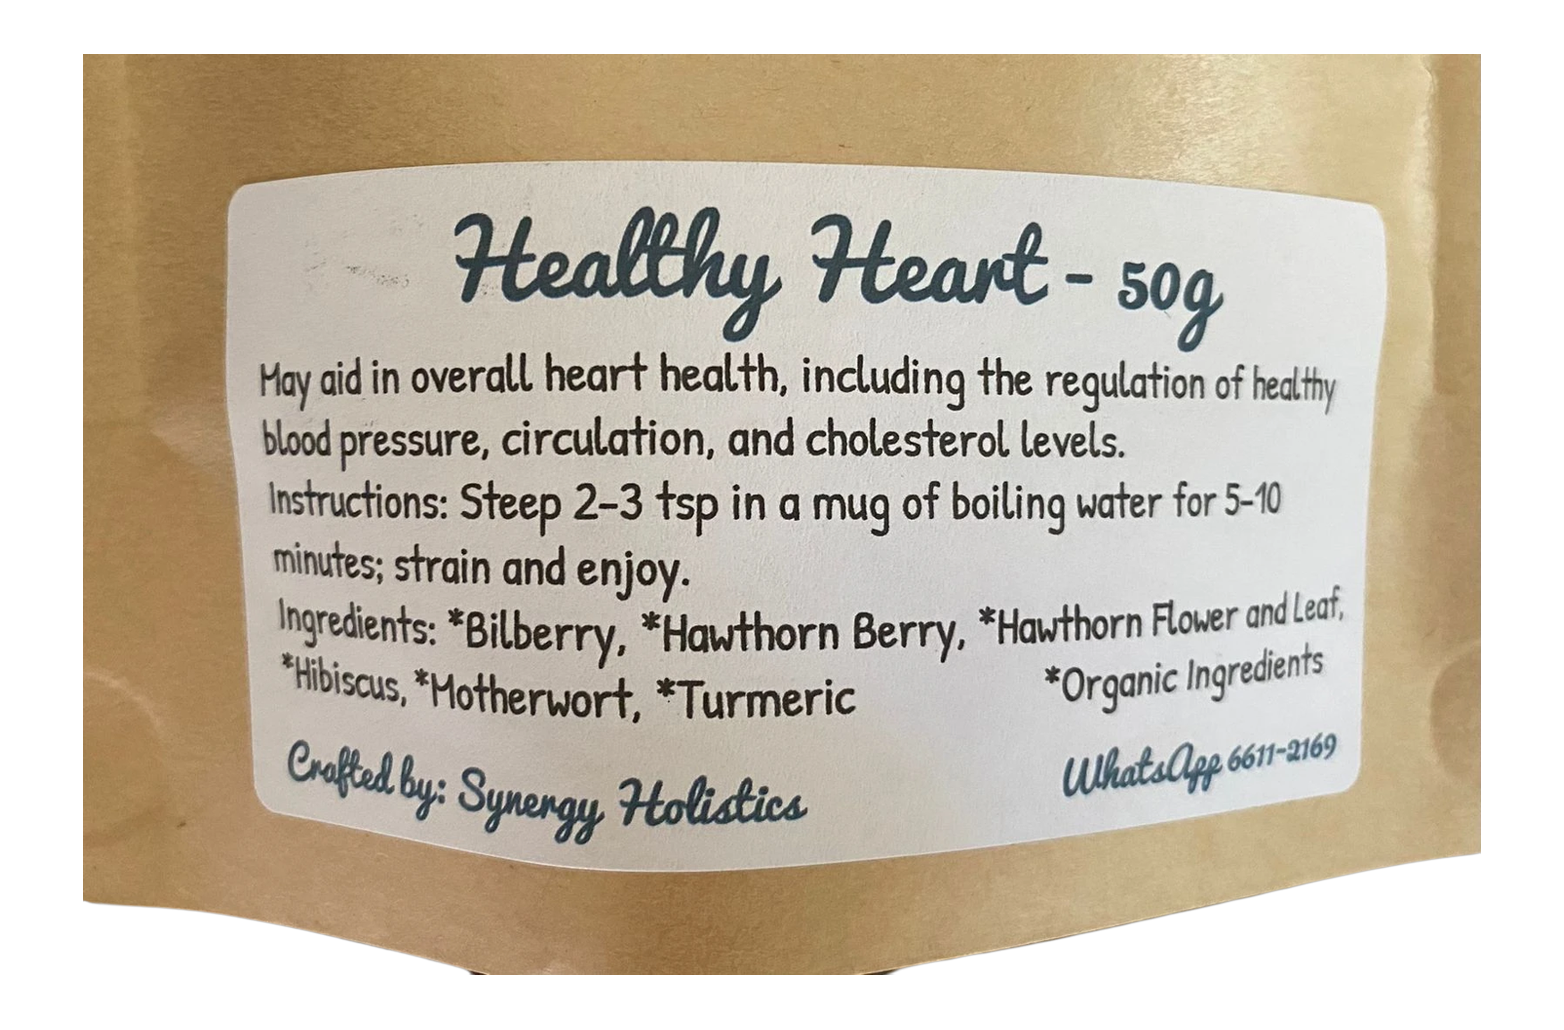 Healthy Heart - 50g
May aid in overall heart health, including the regulation of healthy
blood pressure, circulation, and cholesterol levels.
Instructions: Steep 2-3 tsp in a mug of boiling water for 5-10
minutes; strain and enjoy.
Ingredients: *Bilberry, *Hawthorn Berry, *Hawthorn Flower and Leaf,
*Hibiscus, *Motherwort, *Turmeric *Organic Ingredients
Crafted by: Synergy Holistics WhatsApp 6611-2169